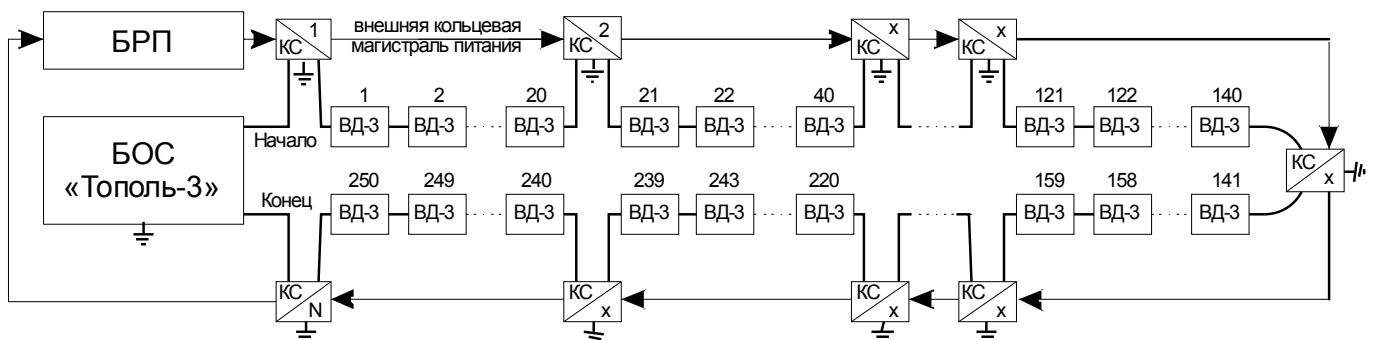 БРП
КС 1
внешняя кольцевая
магистраль питания
КС 2
КС х
КС х
1 2 20 21 22 40 121 122 140
ВД-3 ВД-3 ВД-3 ВД-3 ВД-3 ВД-3 ВД-3 ВД-3 ВД-3
Начало
БОС
«Тополь-3»
КС х
Конец
250 249 240 239 243 220 159 158 141
ВД-3 ВД-3 ВД-3 ВД-3 ВД-3 ВД-3 ВД-3 ВД-3 ВД-3
КС N
КС х
КС х
КС х